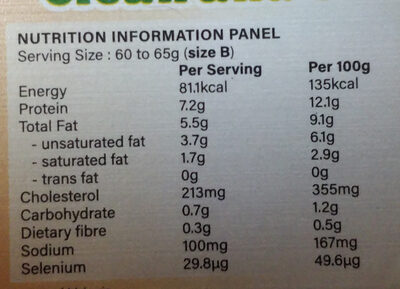 NUTRITION INFORMATION PANEL
Serving Size : 60 to 65g (size B)
Per Serving Per 100g
Energy 81.1kcal 135kcal
Protein 7.2g 12.1g
Total Fat 5.5g 9.1g
- unsaturated fat 3.7g 6.1g
- saturated fat 1.7g 2.9g
- trans fat 0g 0g
Cholesterol 213mg 355mg
Carbohydrate 0.7g 1.2g
Dietary fibre 0.3g 0.5g
Sodium 100mg 167mg
Selenium 29.8µg 49.6µg